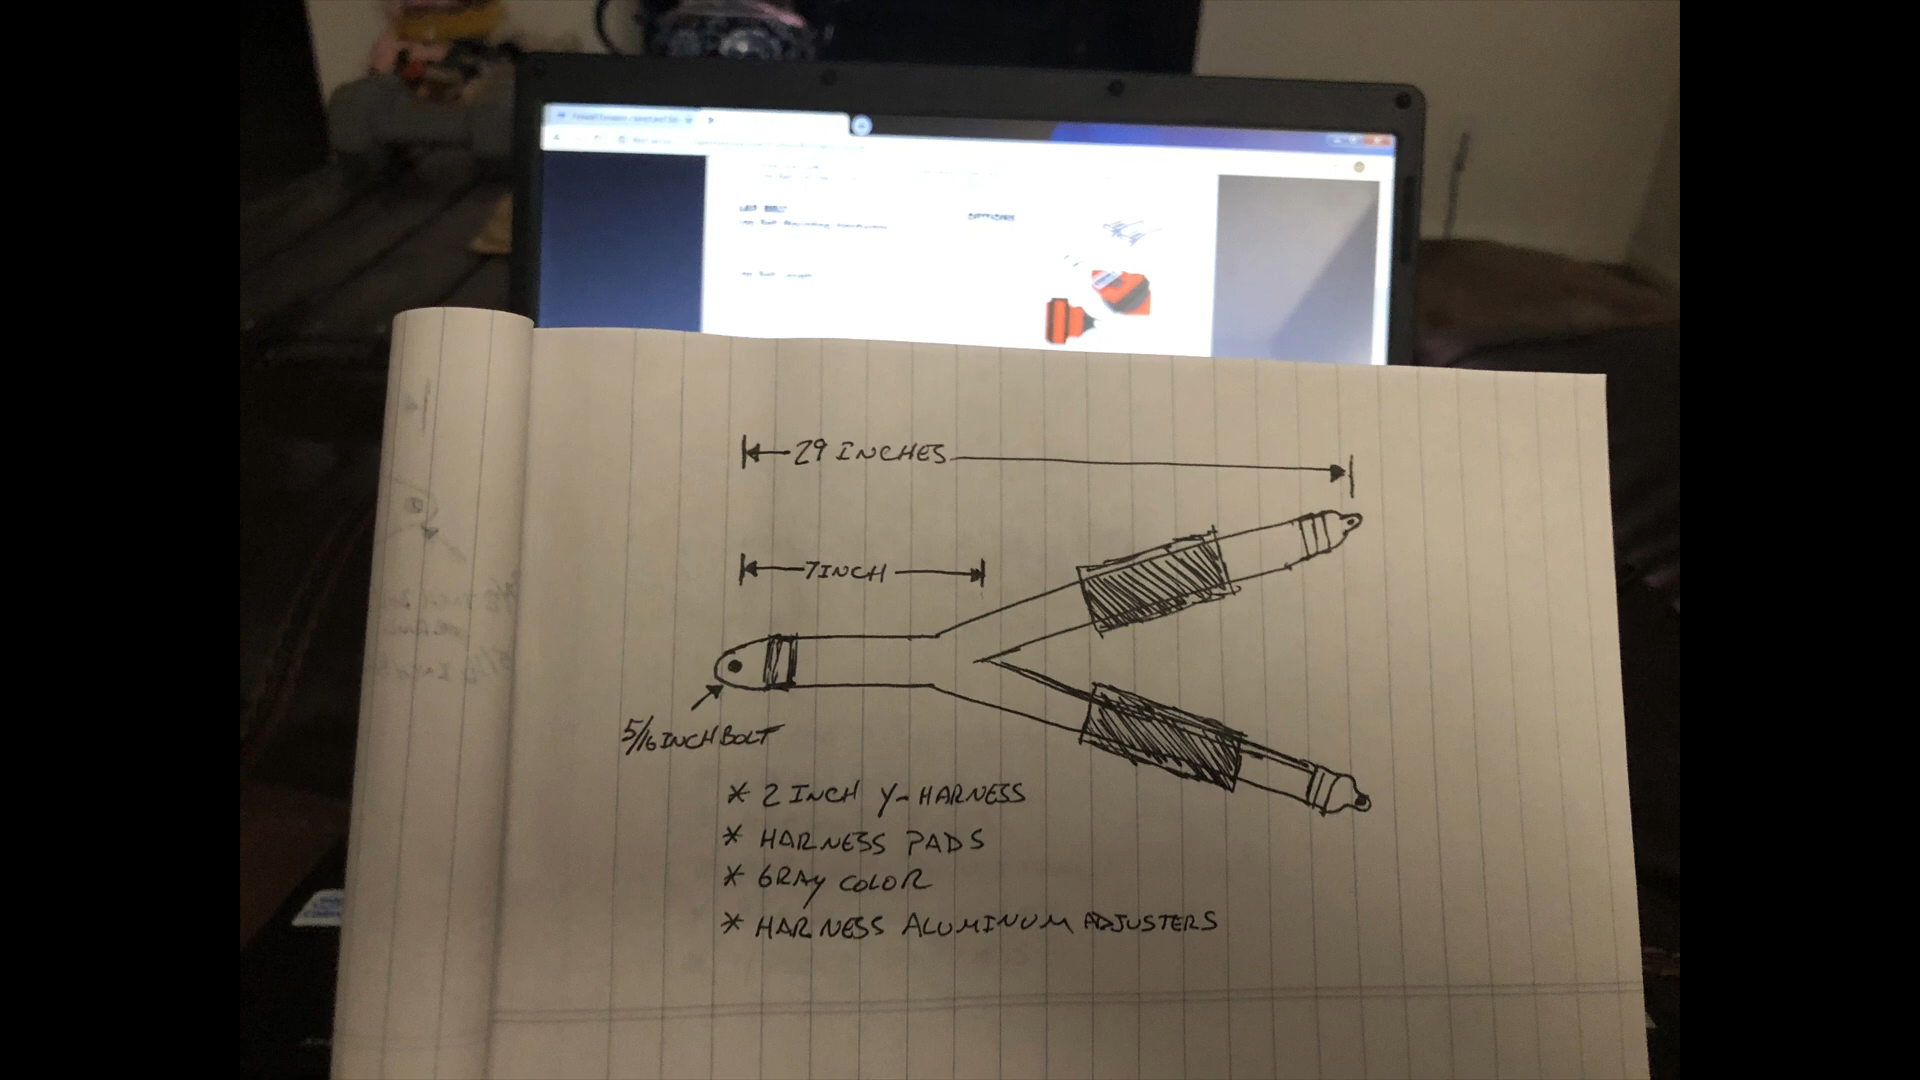 29 INCHES
7 INCH
5/16 INCH BOLT
* 2 INCH Y-HARNESS
* HARNESS PADS
* GRAY COLOR
* HARNESS ALUMINUM ADJUSTERS